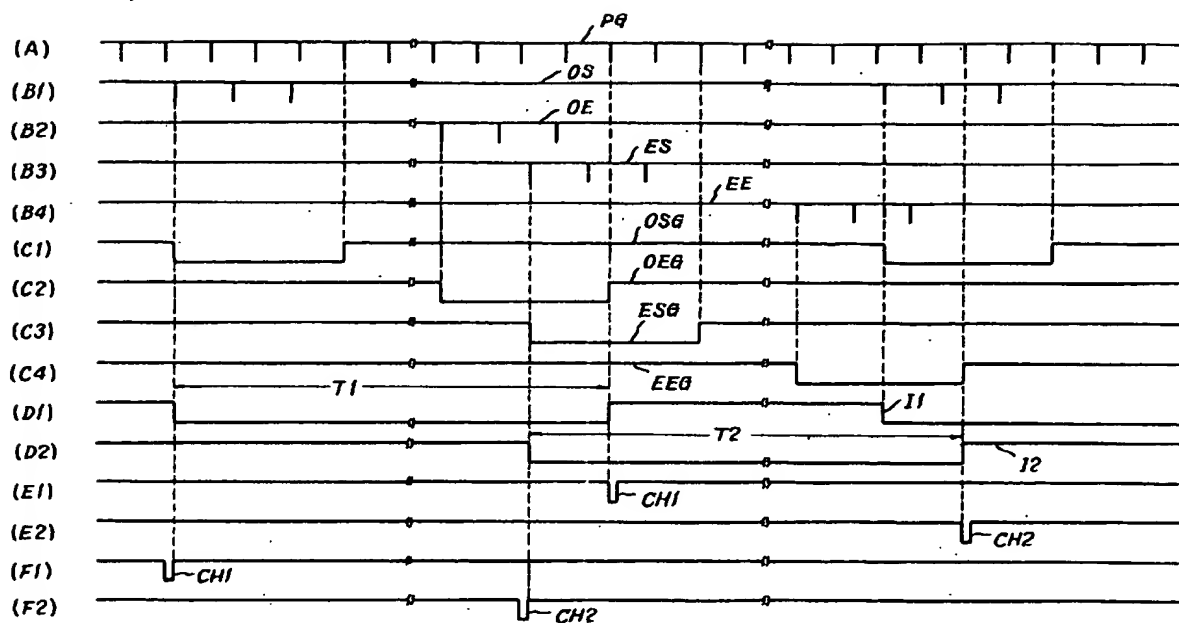 PG
(A)
OS
(B1)
OE
(B2)
ES
(B3)
EE
(B4)
OSG
(C1)
OEG
(C2)
ESG
(C3)
EEG
(C4)
T1
(D1)
I1
T2
(D2)
I2
(E1)
CH1
(E2)
CH2
(F1)
CH1
(F2)
CH2